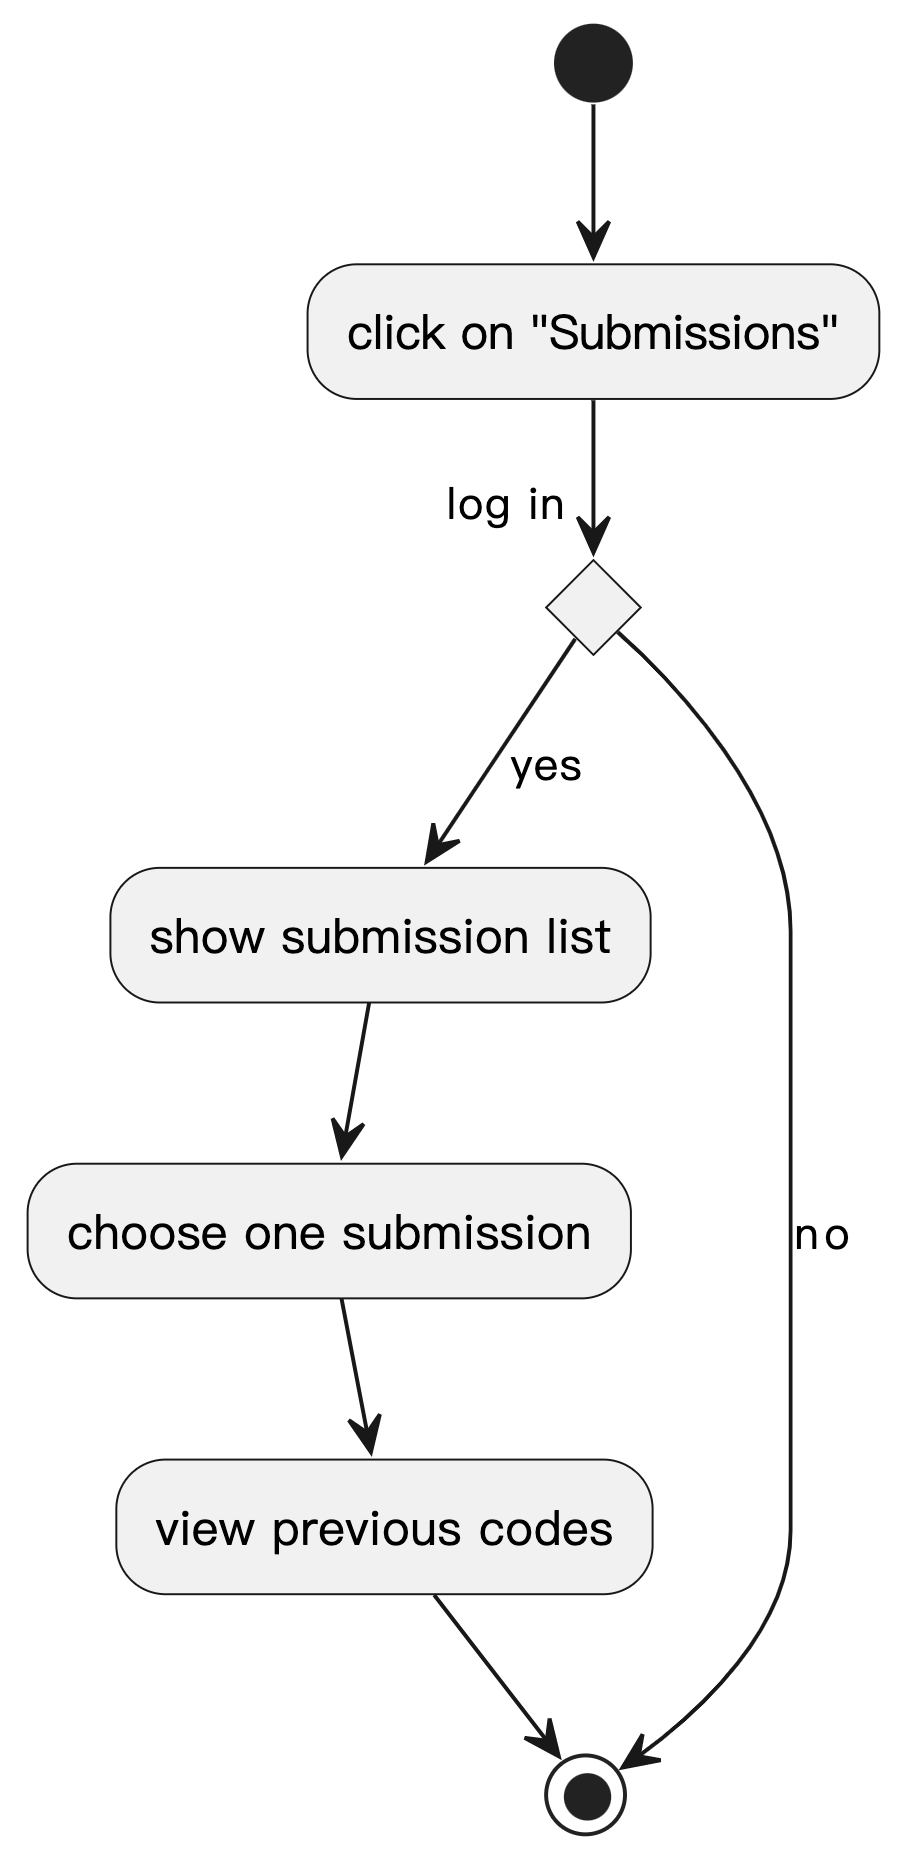 click on "Submissions"
log in
yes
show submission list
choose one submission
no
view previous codes